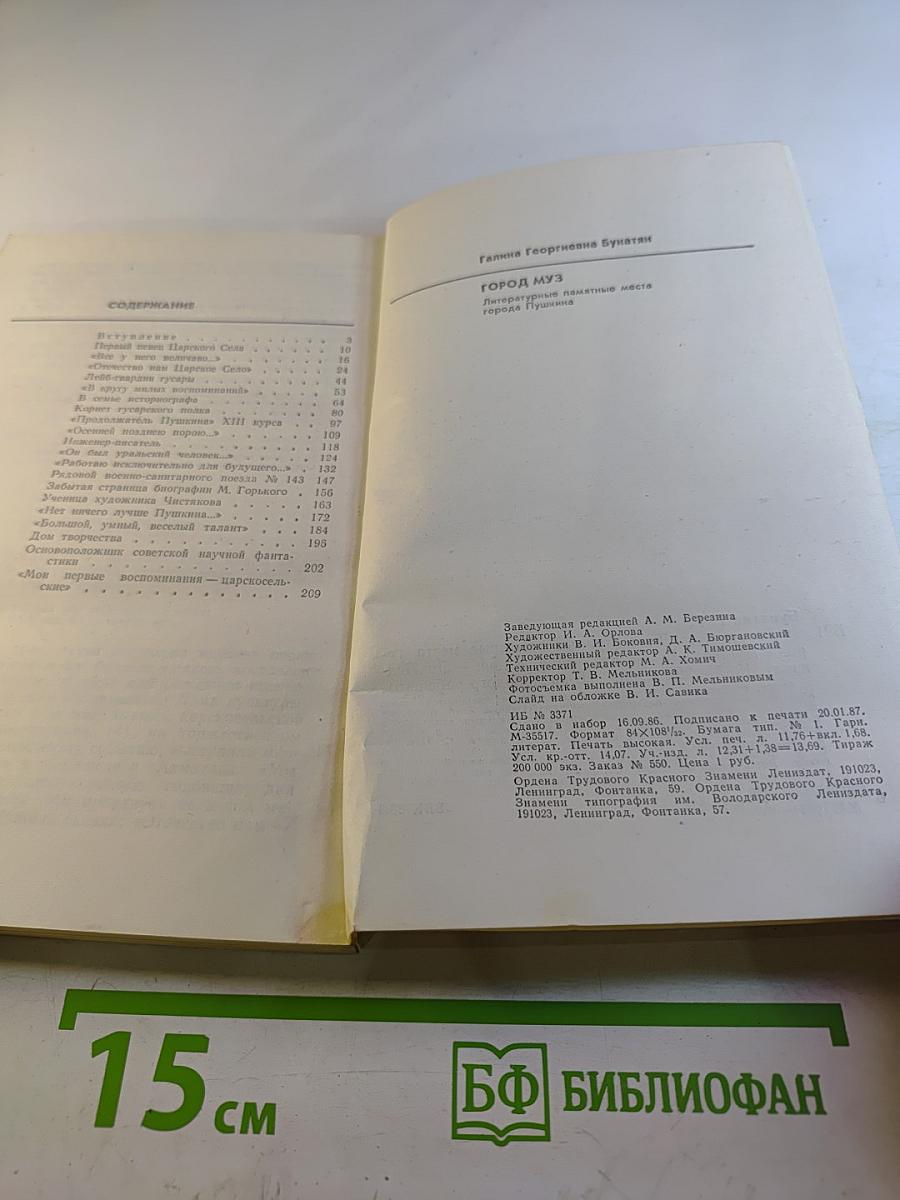 СОДЕРЖАНИЕ
Вступление . . . . . . . . . . . . 3
Первый певец Царского Села . . . . . . 10
«Все у него величаво...» . . . . . . . 16
«Отечество нам Царское Село» . . . . . 24
Лейб-гвардии гусары . . . . . . . . 44
«В кругу милых воспоминаний» . . . . . 53
В семье историографа . . . . . . . . 64
Корнет гусарского полка . . . . . . . 80
«Продолжатель Пушкина» XIII курса . . 97
«Осенней позднею порою...» . . . . . . 109
Инженер-писатель . . . . . . . . . 118
«Он был уральский человек...» . . . . . 124
«Работаю исключительно для будущего...» . 132
Рядовой военно-санитарного поезда № 143 147
Забытая страница биографии М. Горького . 156
Ученица художника Чистякова . . . . . 163
«Нет ничего лучше Пушкина...» . . . . . 172
«Большой, умный, веселый талант» . . . . 184
Дом творчества . . . . . . . . . . 195
Основоположник советской научной фанта-
стики . . . . . . . . . . . . . 202
«Мои первые воспоминания — царскосель-
ские» . . . . . . . . . . . . . 209
Галина Георгиевна Бунатян
ГОРОД МУЗ
Литературные памятные места
города Пушкина
Заведующая редакцией А. М. Березина
Редактор И. А. Орлова
Художники В. И. Боковня, Д. А. Бюргановский
Художественный редактор А. К. Тимошевский
Технический редактор М. А. Хомич
Корректор Т. В. Мельникова
Фотосъемка выполнена В. П. Мельниковым
Слайд на обложке В. И. Савика
ИБ № 3371
Сдано в набор 16.09.86. Подписано к печати 20.01.87.
М-35517. Формат 84×108¹/₃₂. Бумага тип. № 1. Гарн.
литерат. Печать высокая. Усл. печ. л. 11,76+вкл. 1,68.
Усл. кр.-отт. 14,07. Уч.-изд. л. 12,31+1,38=13,69. Тираж
200 000 экз. Заказ № 550. Цена 1 руб.
Ордена Трудового Красного Знамени Лениздат, 191023,
Ленинград, Фонтанка, 59. Ордена Трудового Красного
Знамени типография им. Володарского Лениздата,
191023, Ленинград, Фонтанка, 57.
15 см
БФ БИБЛИОФАН